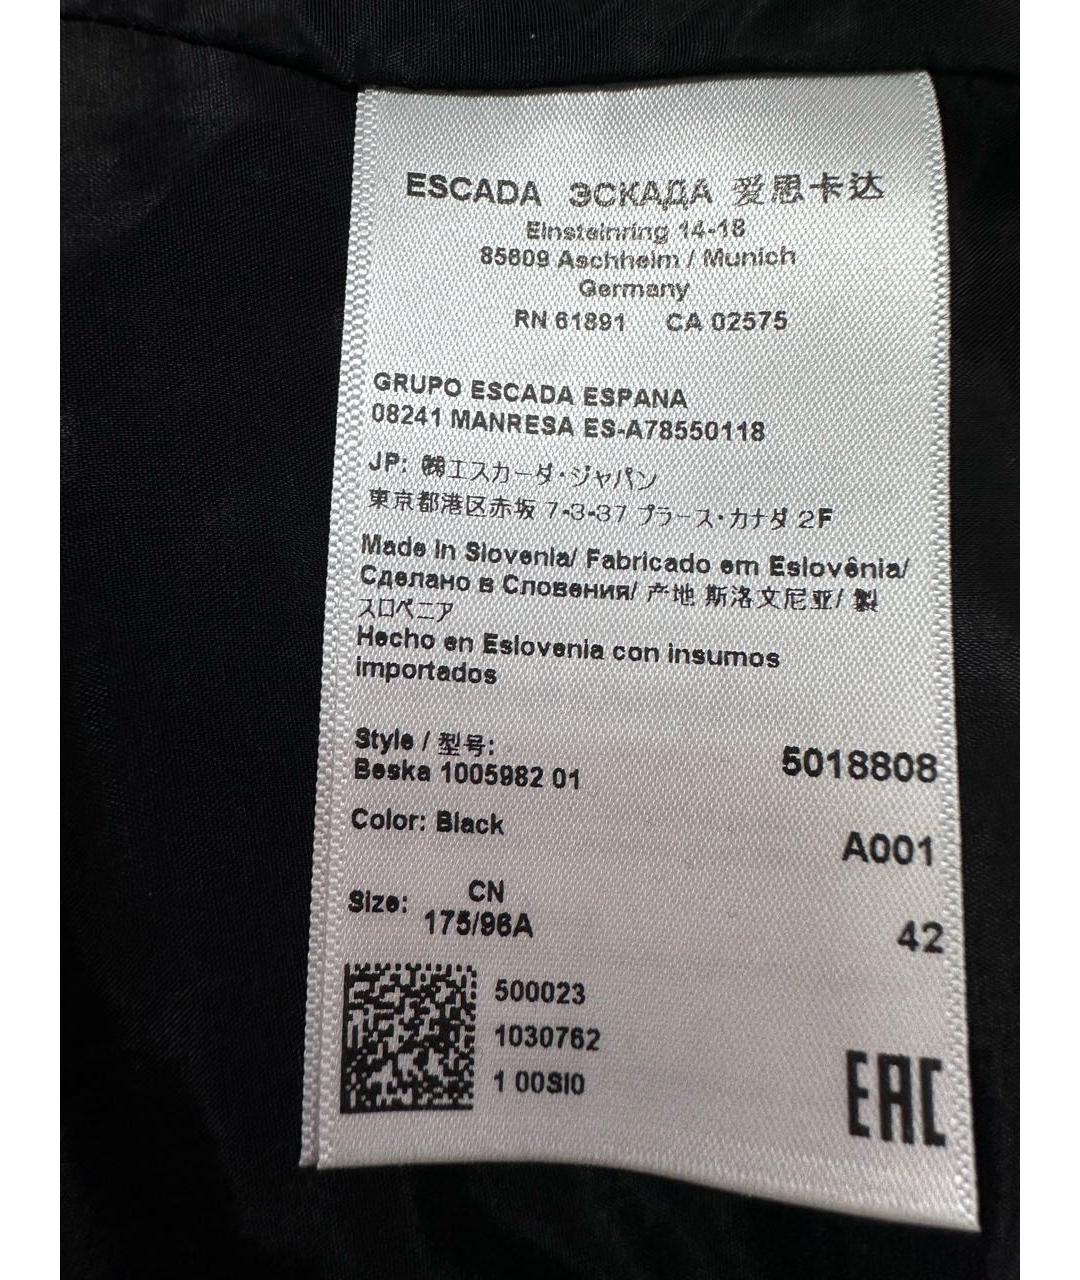 ESCADA ЭСКАДА 爱思卡达
Einsteinring 14-18
85609 Aschheim / Munich
Germany
RN 61891 CA 02575
GRUPO ESCADA ESPANA
08241 MANRESA ES-A78550118
JP: ㈱エスカーダ・ジャパン
東京都港区赤坂 7-3-37 プラース・カナダ 2F
Made in Slovenia/ Fabricado em Eslovênia/
Сделано в Словения/ 产地 斯洛文尼亚/ 製
スロベニア
Hecho en Eslovenia con insumos
importados
Style / 型号: 5018808
Beska 1005982 01
Color: Black A001
Size: CN 175/96A 42
500023
1030762
1 00SI0
EAC